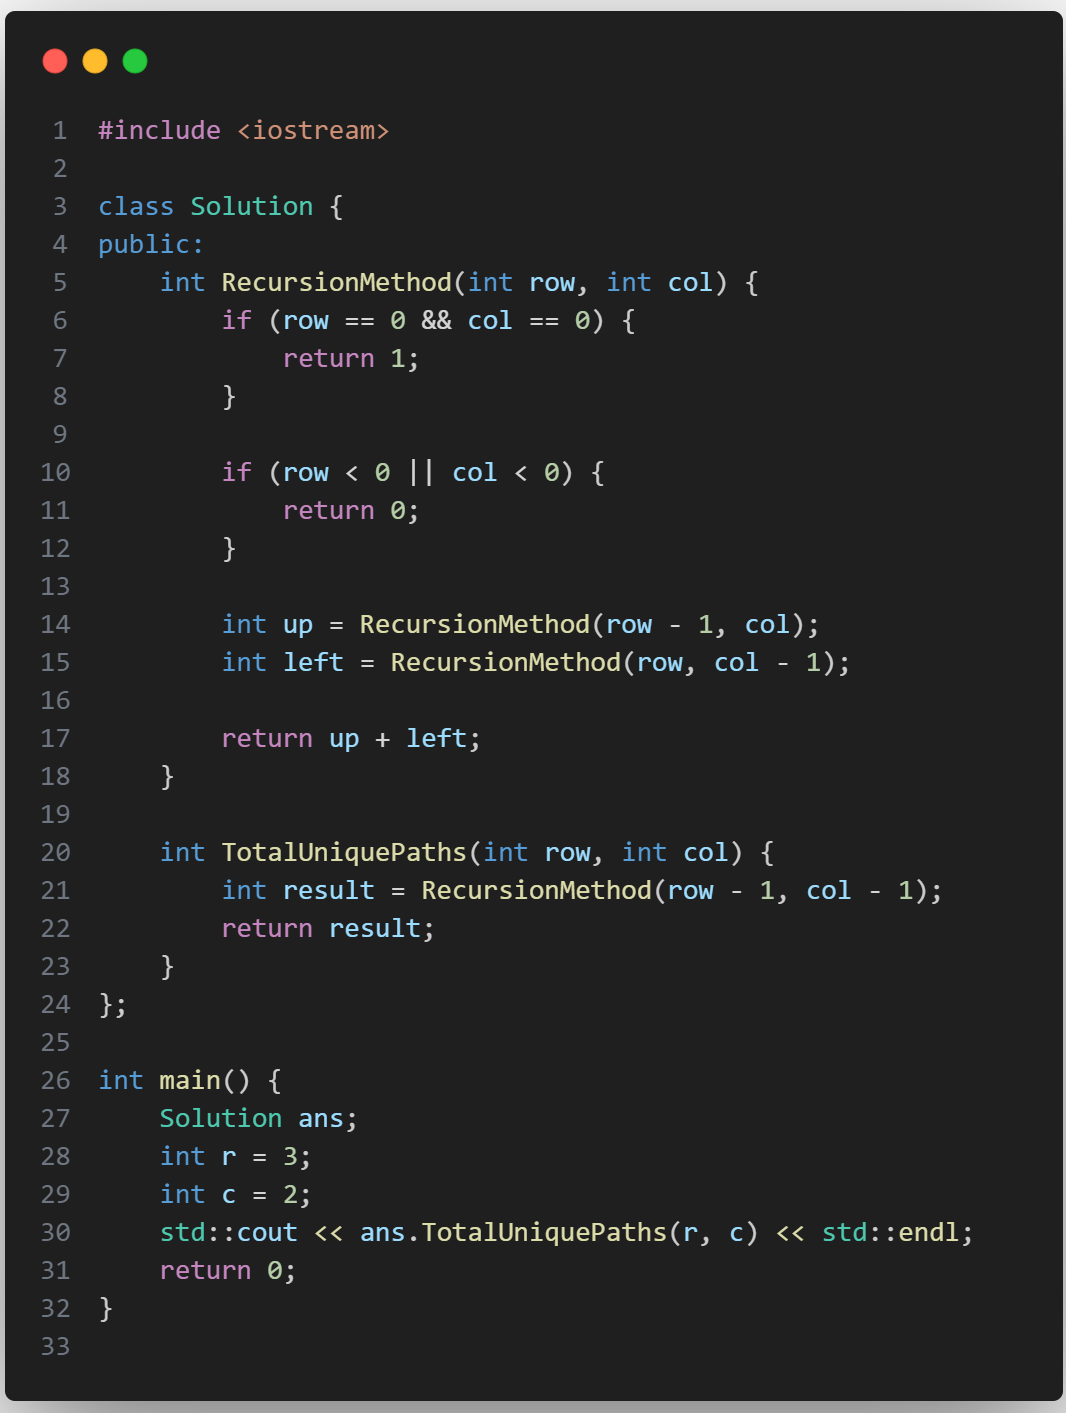 1 #include <iostream>
2
3 class Solution {
4 public:
5     int RecursionMethod(int row, int col) {
6         if (row == 0 && col == 0) {
7             return 1;
8         }
9
10         if (row < 0 || col < 0) {
11             return 0;
12         }
13
14         int up = RecursionMethod(row - 1, col);
15         int left = RecursionMethod(row, col - 1);
16
17         return up + left;
18     }
19
20     int TotalUniquePaths(int row, int col) {
21         int result = RecursionMethod(row - 1, col - 1);
22         return result;
23     }
24 };
25
26 int main() {
27     Solution ans;
28     int r = 3;
29     int c = 2;
30     std::cout << ans.TotalUniquePaths(r, c) << std::endl;
31     return 0;
32 }
33